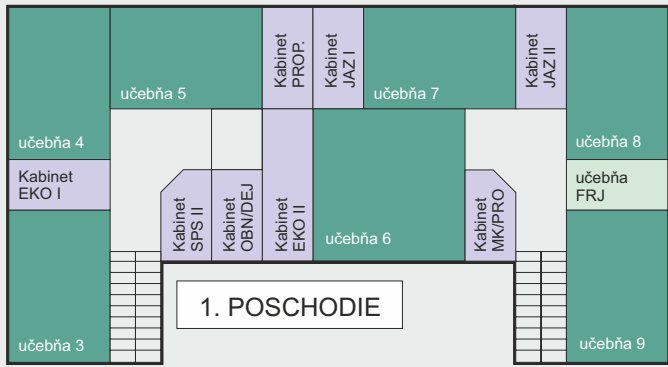 učebňa 4
učebňa 5
Kabinet
PROP.
Kabinet
JAZ I
učebňa 7
Kabinet
JAZ II
učebňa 8
Kabinet
EKO I
Kabinet
SPS II
Kabinet
OBN/DEJ
Kabinet
EKO II
učebňa 6
Kabinet
MK/PRO
učebňa
FRJ
učebňa 3
1. POSCHODIE
učebňa 9